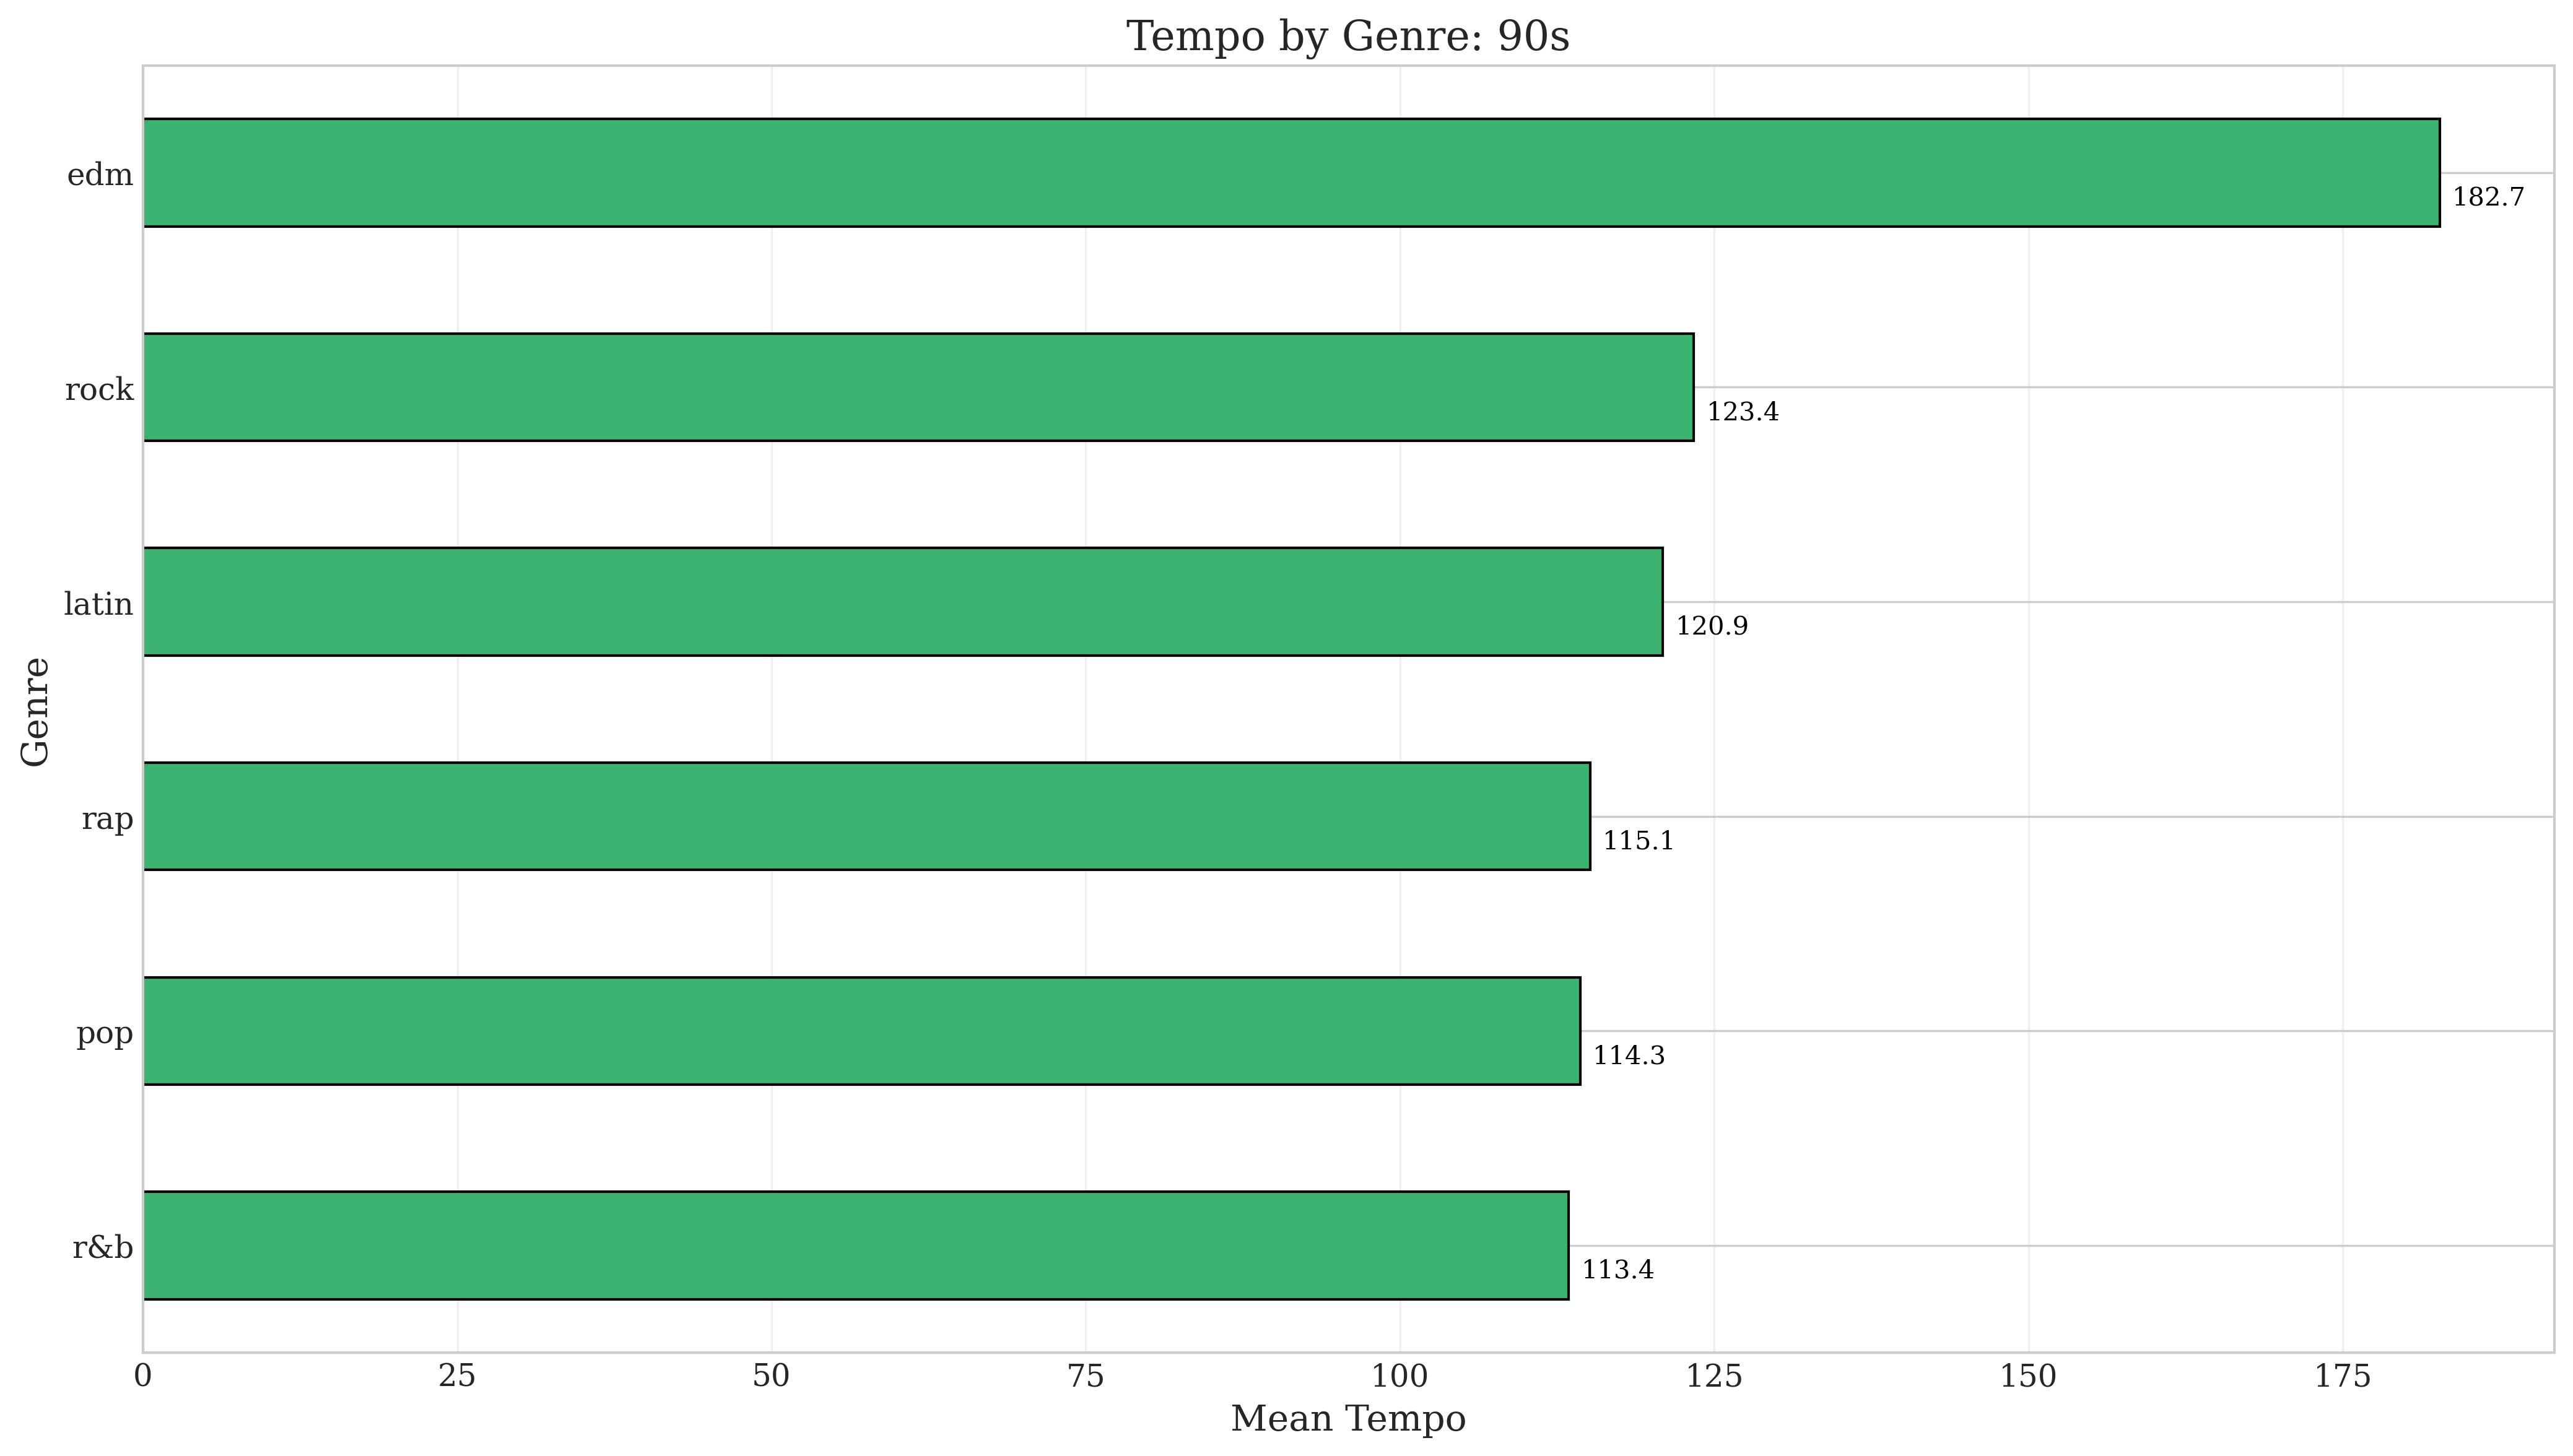 Tempo by Genre: 90s
edm
182.7
rock
123.4
latin
120.9
Genre
rap
115.1
pop
114.3
r&b
113.4
0 25 50 75 100 125 150 175
Mean Tempo